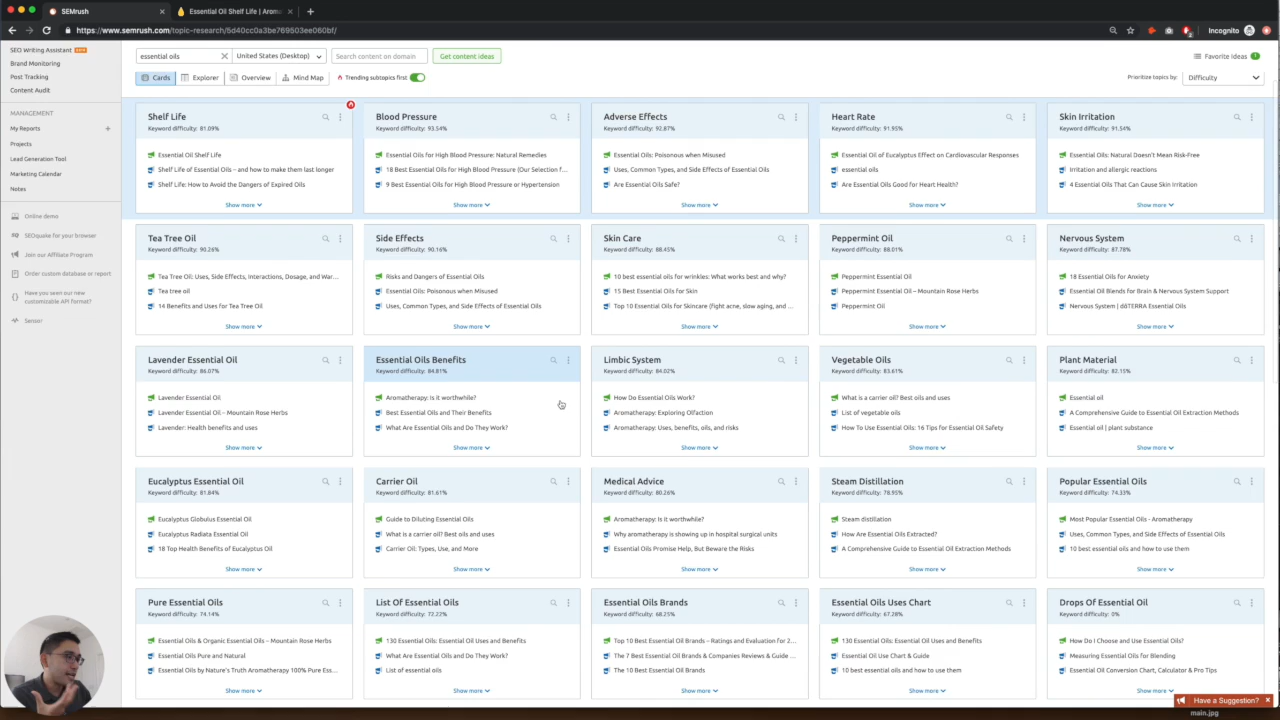 SEMrush
Essential Oil Shelf Life | Arom
https://www.semrush.com/topic-research/6d40cc0a3be769503ee060bf/
Incognito
SEO Writing Assistant
Brand Monitoring
Post Tracking
Content Audit
MANAGEMENT
My Reports
Projects
Lead Generation Tool
Marketing Calendar
Notes
Online demo
SEOquake for your browser
Join our Affiliate Program
Order custom database or report
Have you seen our new
customizable API format?
Sensor
essential oils
United States (Desktop)
Search content on domain
Get content ideas
Favorite Ideas 1
Cards
Explorer
Overview
Mind Map
Trending subtopics first
Prioritize topics by:
Difficulty
Shelf Life
Keyword difficulty: 81.09%
Essential Oil Shelf Life
Shelf Life of Essential Oils – and how to make them last longer
Shelf Life: How to Avoid the Dangers of Expired Oils
Show more
Blood Pressure
Keyword difficulty: 93.54%
Essential Oils for High Blood Pressure: Natural Remedies
18 Best Essential Oils for High Blood Pressure (Our Selection f...
9 Best Essential Oils for High Blood Pressure or Hypertension
Show more
Adverse Effects
Keyword difficulty: 92.87%
Essential Oils: Poisonous when Misused
Uses, Common Types, and Side Effects of Essential Oils
Are Essential Oils Safe?
Show more
Heart Rate
Keyword difficulty: 91.95%
Essential Oil of Eucalyptus Effect on Cardiovascular Responses
essential oils
Are Essential Oils Good for Heart Health?
Show more
Skin Irritation
Keyword difficulty: 91.54%
Essential Oils: Natural Doesn't Mean Risk-Free
Irritation and allergic reactions
4 Essential Oils That Can Cause Skin Irritation
Show more
Tea Tree Oil
Keyword difficulty: 90.26%
Tea Tree Oil: Uses, Side Effects, Interactions, Dosage, and War...
Tea tree oil
14 Benefits and Uses for Tea Tree Oil
Show more
Side Effects
Keyword difficulty: 90.16%
Risks and Dangers of Essential Oils
Essential Oils: Poisonous when Misused
Uses, Common Types, and Side Effects of Essential Oils
Show more
Skin Care
Keyword difficulty: 88.45%
10 best essential oils for wrinkles: What works best and why?
15 Best Essential Oils for Skin
Top 10 Essential Oils for Skincare (fight acne, slow aging, and ...
Show more
Peppermint Oil
Keyword difficulty: 88.01%
Peppermint Essential Oil
Peppermint Essential Oil – Mountain Rose Herbs
Peppermint Oil
Show more
Nervous System
Keyword difficulty: 87.78%
18 Essential Oils for Anxiety
Essential Oil Blends for Brain & Nervous System Support
Nervous System | dōTERRA Essential Oils
Show more
Lavender Essential Oil
Keyword difficulty: 86.07%
Lavender Essential Oil
Lavender Essential Oil – Mountain Rose Herbs
Lavender: Health benefits and uses
Show more
Essential Oils Benefits
Keyword difficulty: 84.81%
Aromatherapy: Is it worthwhile?
Best Essential Oils and Their Benefits
What Are Essential Oils and Do They Work?
Show more
Limbic System
Keyword difficulty: 84.02%
How Do Essential Oils Work?
Aromatherapy: Exploring Olfaction
Aromatherapy: Uses, benefits, oils, and risks
Show more
Vegetable Oils
Keyword difficulty: 83.61%
What is a carrier oil? Best oils and uses
List of vegetable oils
How To Use Essential Oils: 16 Tips for Essential Oil Safety
Show more
Plant Material
Keyword difficulty: 82.15%
Essential oil
A Comprehensive Guide to Essential Oil Extraction Methods
Essential oil | plant substance
Show more
Eucalyptus Essential Oil
Keyword difficulty: 81.84%
Eucalyptus Globulus Essential Oil
Eucalyptus Radiata Essential Oil
18 Top Health Benefits of Eucalyptus Oil
Show more
Carrier Oil
Keyword difficulty: 81.61%
Guide to Diluting Essential Oils
What is a carrier oil? Best oils and uses
Carrier Oil: Types, Use, and More
Show more
Medical Advice
Keyword difficulty: 80.26%
Aromatherapy: Is it worthwhile?
Why aromatherapy is showing up in hospital surgical units
Essential Oils Promise Help, But Beware the Risks
Show more
Steam Distillation
Keyword difficulty: 78.95%
Steam distillation
How Are Essential Oils Extracted?
A Comprehensive Guide to Essential Oil Extraction Methods
Show more
Popular Essential Oils
Keyword difficulty: 74.33%
Most Popular Essential Oils - Aromatherapy
Uses, Common Types, and Side Effects of Essential Oils
10 best essential oils and how to use them
Show more
Pure Essential Oils
Keyword difficulty: 74.14%
Essential Oils & Organic Essential Oils – Mountain Rose Herbs
Essential Oils Pure and Natural
Essential Oils by Nature's Truth Aromatherapy 100% Pure Ess...
Show more
List Of Essential Oils
Keyword difficulty: 72.22%
130 Essential Oils: Essential Oil Uses and Benefits
What Are Essential Oils and Do They Work?
List of essential oils
Show more
Essential Oils Brands
Keyword difficulty: 68.25%
Top 10 Best Essential Oil Brands – Ratings and Evaluation for 2...
The 7 Best Essential Oil Brands & Companies Reviews & Guide ...
The 10 Best Essential Oil Brands
Show more
Essential Oils Uses Chart
Keyword difficulty: 67.28%
130 Essential Oils: Essential Oil Uses and Benefits
Essential Oil Use Chart & Guide
10 best essential oils and how to use them
Show more
Drops Of Essential Oil
Keyword difficulty: 0%
How Do I Choose and Use Essential Oils?
Measuring Essential Oils for Blending
Essential Oil Conversion Chart, Calculator & Pro Tips
Show more
Have a Suggestion?
main.jpg